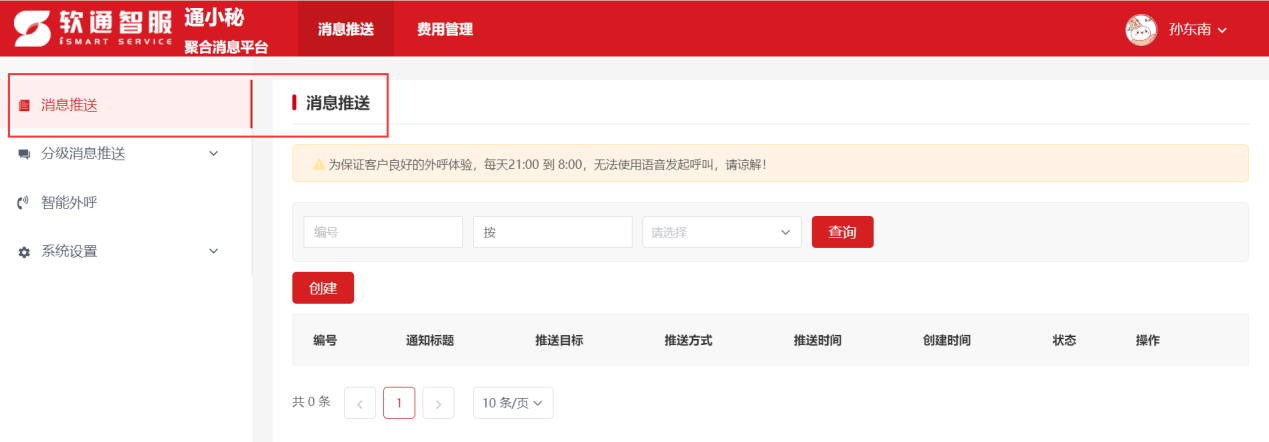 软通智服 通小秘
iSMART SERVICE 聚合消息平台
消息推送 费用管理 孙东南
消息推送
分级消息推送
智能外呼
系统设置
消息推送
为保证客户良好的外呼体验，每天21:00 到 8:00，无法使用语音发起呼叫，请谅解！
编号 按 请选择 查询
创建
编号 通知标题 推送目标 推送方式 推送时间 创建时间 状态 操作
共 0 条 1 10 条/页